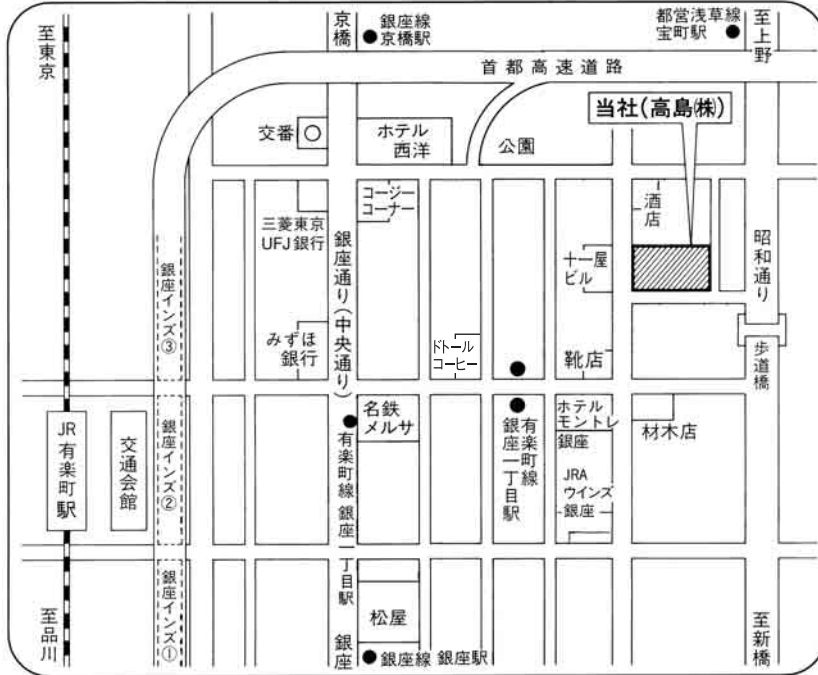 至東京
京橋
銀座線
京橋駅
都営浅草線
宝町駅
至上野
首都高速道路
当社(高島㈱)
交番
ホテル
西洋
公園
コージー
コーナー
酒店
三菱東京
UFJ銀行
銀座通り(中央通り)
十一屋
ビル
昭和通り
銀座インズ③
みずほ
銀行
ドトール
コーヒー
靴店
歩道橋
JR
有楽町駅
交通会館
銀座インズ②
名鉄
メルサ
有楽町線 銀座一丁目駅
有楽町線
銀座一丁目駅
ホテル
モントレ
銀座
材木店
JRA
ウインズ
銀座
銀座インズ①
至品川
松屋
銀座
銀座線 銀座駅
至新橋